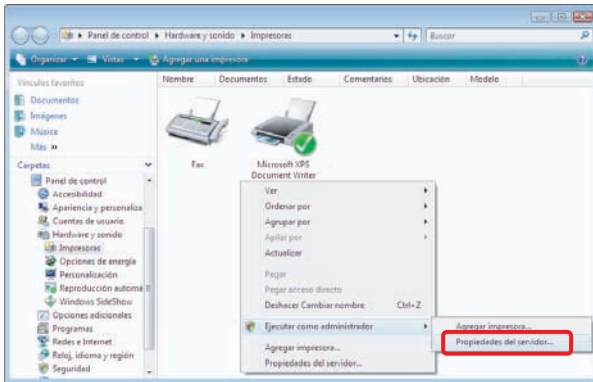 Panel de control ▸ Hardware y sonido ▸ Impresoras
Buscar
Organizar Vistas Agregar una impresora
Vínculos favoritos
Documentos
Imágenes
Música
Más »
Carpetas
Panel de control
Accesibilidad
Apariencia y personaliza
Cuentas de usuario
Hardware y sonido
Impresoras
Opciones de energía
Personalización
Reproducción automá
Windows SideShow
Opciones adicionales
Programas
Redes e Internet
Reloj, idioma y región
Seguridad
Nombre Documentos Estado Comentarios Ubicación Modelo
Fax
Microsoft XPS
Document Writer
Ver
Ordenar por
Agrupar por
Apilar por
Actualizar
Pegar
Pegar acceso directo
Deshacer Cambiar nombre Ctrl+Z
Ejecutar como administrador
Agregar impresora...
Propiedades del servidor...
Agregar impresora...
Propiedades del servidor...